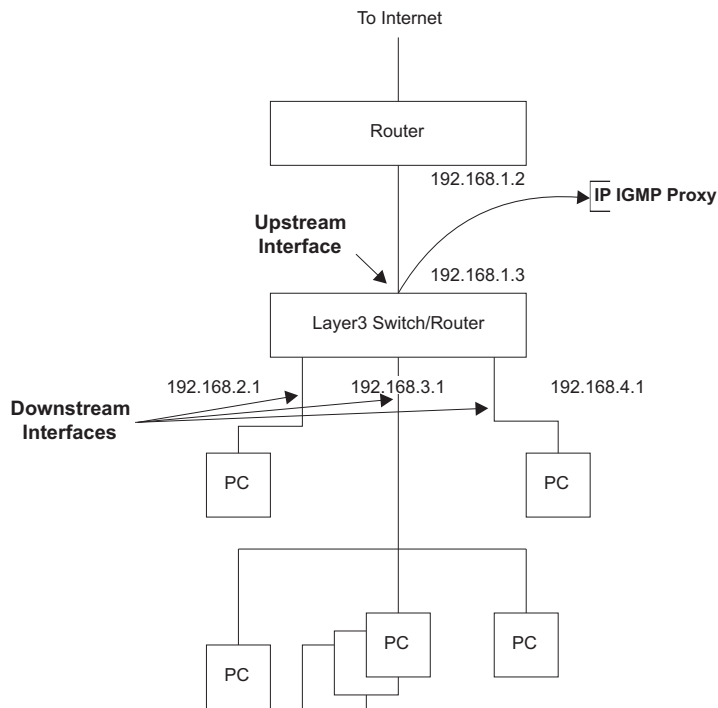 To Internet
Router
192.168.1.2
IP IGMP Proxy
Upstream
Interface
192.168.1.3
Layer3 Switch/Router
192.168.2.1
192.168.3.1
192.168.4.1
Downstream
Interfaces
PC
PC
PC
PC
PC